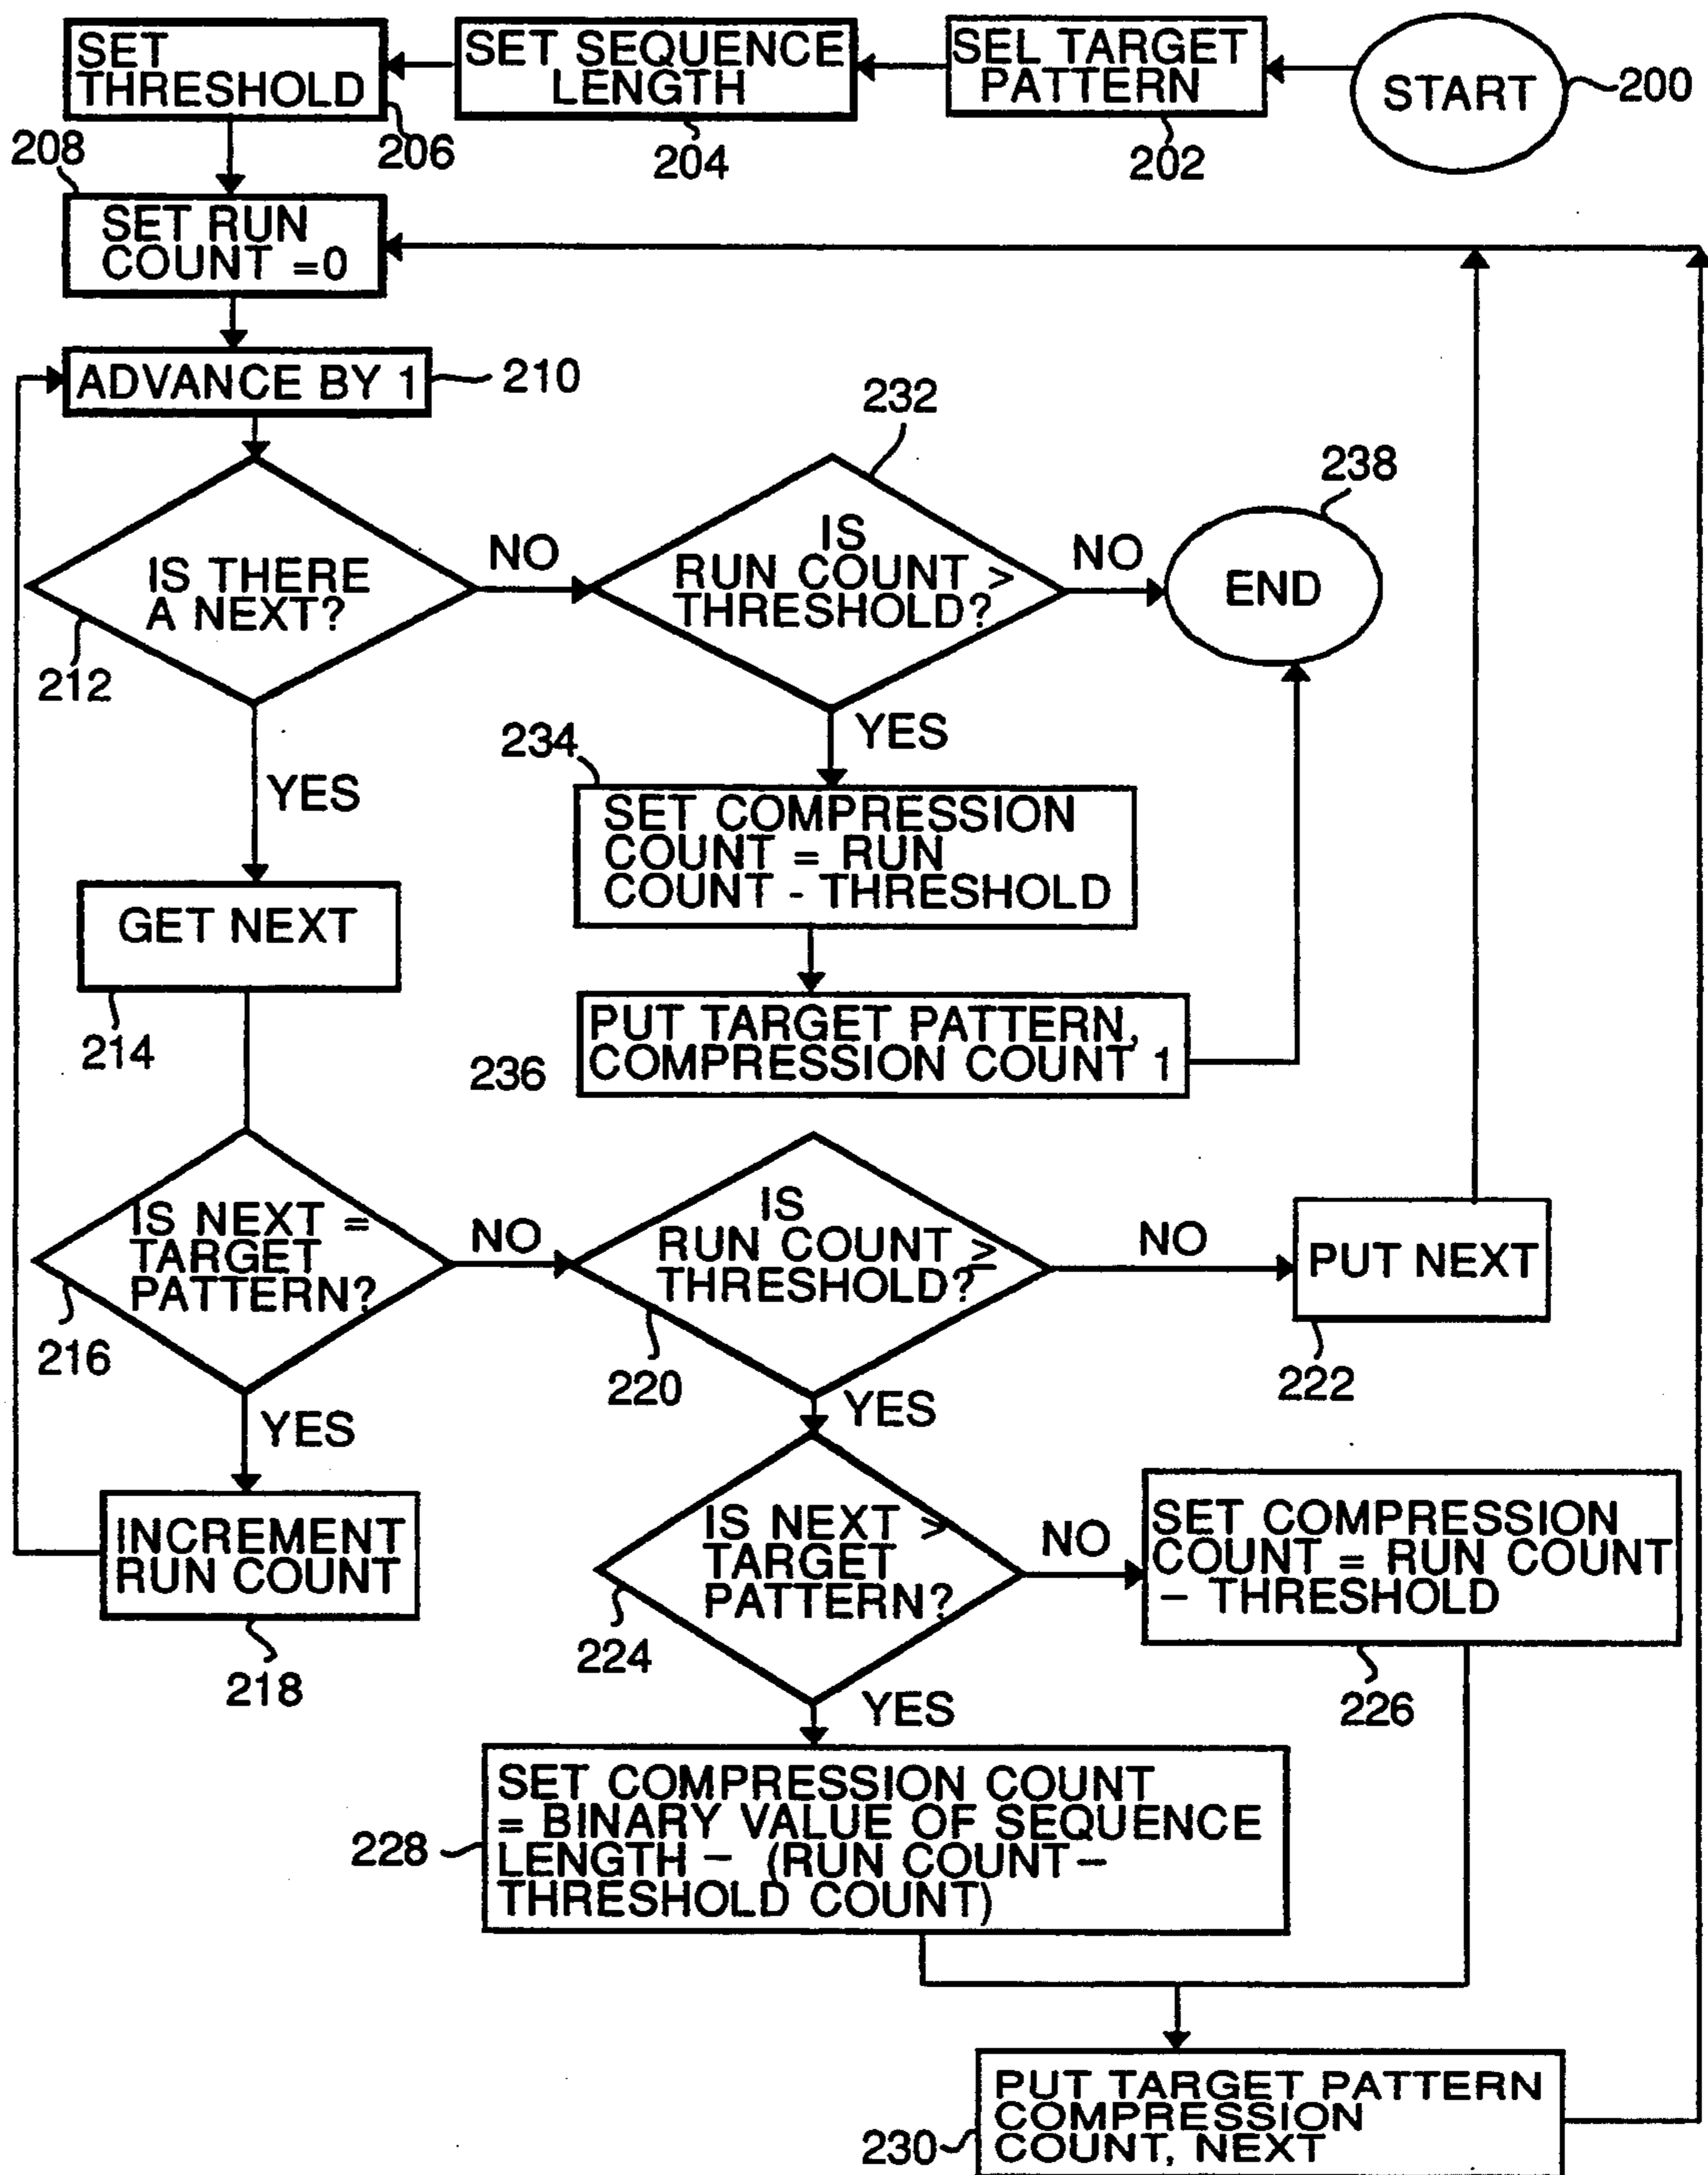 SET
THRESHOLD
206
SET SEQUENCE
LENGTH
204
SEL TARGET
PATTERN
202
START
200
208
SET RUN
COUNT =0
ADVANCE BY 1
210
IS THERE
A NEXT?
212
NO
232
IS
RUN COUNT >
THRESHOLD?
NO
238
END
YES
YES
234
SET COMPRESSION
COUNT = RUN
COUNT - THRESHOLD
GET NEXT
214
236
PUT TARGET PATTERN,
COMPRESSION COUNT 1
IS NEXT =
TARGET
PATTERN?
216
NO
IS
RUN COUNT ≥
THRESHOLD?
220
NO
PUT NEXT
222
YES
YES
INCREMENT
RUN COUNT
218
IS NEXT >
TARGET
PATTERN?
224
NO
SET COMPRESSION
COUNT = RUN COUNT
– THRESHOLD
226
YES
228
SET COMPRESSION COUNT
= BINARY VALUE OF SEQUENCE
LENGTH – (RUN COUNT –
THRESHOLD COUNT)
230
PUT TARGET PATTERN
COMPRESSION
COUNT, NEXT